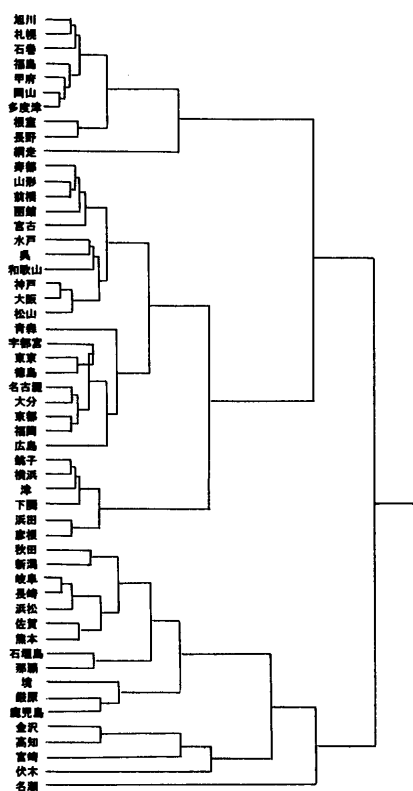 旭川
札幌
石巻
福島
甲府
岡山
多度津
根室
長野
網走
寿都
山形
前橋
函館
宮古
水戸
呉
和歌山
神戸
大阪
松山
青森
宇都宮
東京
徳島
名古屋
大分
京都
福岡
広島
銚子
横浜
津
下関
浜田
彦根
秋田
新潟
岐阜
長崎
浜松
佐賀
熊本
石垣島
那覇
境
厳原
鹿児島
金沢
高知
宮崎
伏木
名瀬